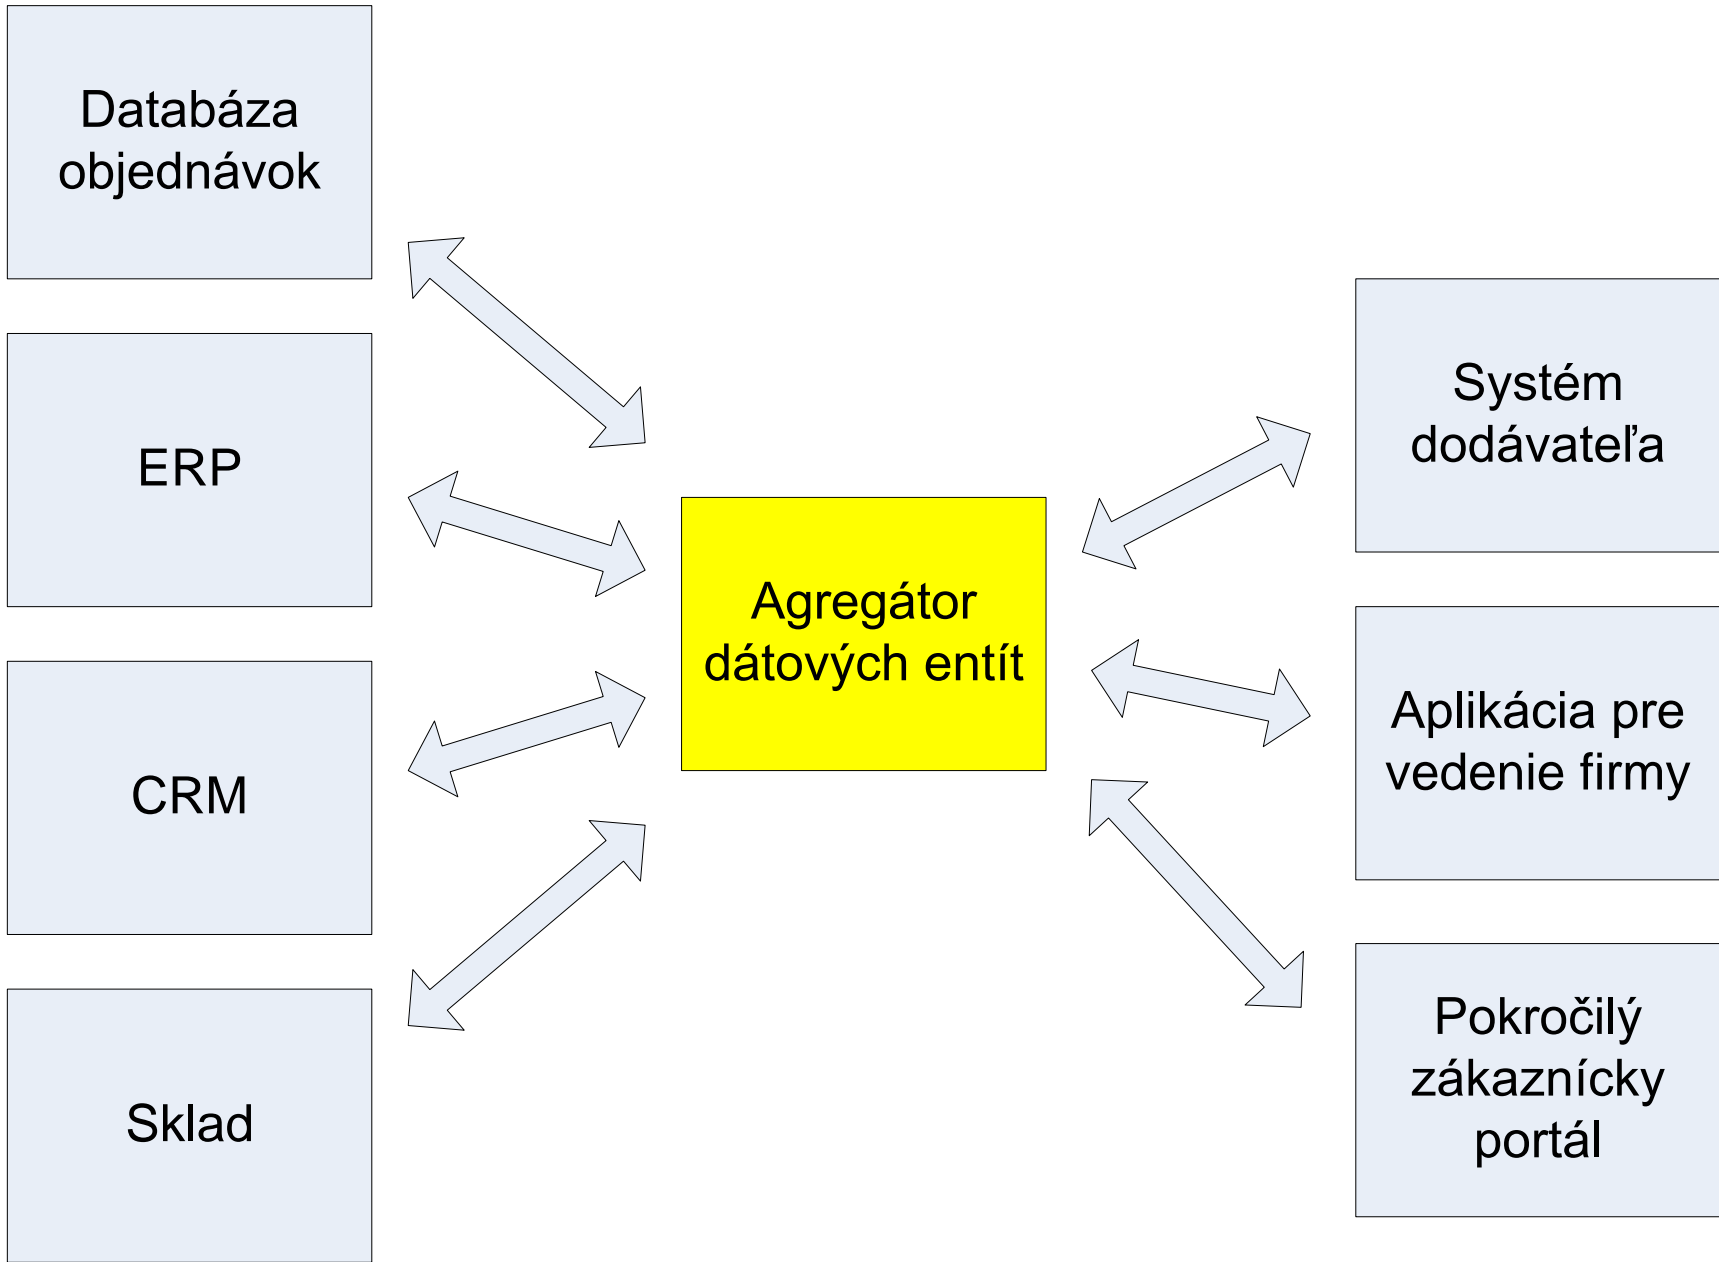 Databáza
objednávok
ERP
CRM
Sklad
Agregátor
dátových entít
Systém
dodávateľa
Aplikácia pre
vedenie firmy
Pokročilý
zákaznícky
portál